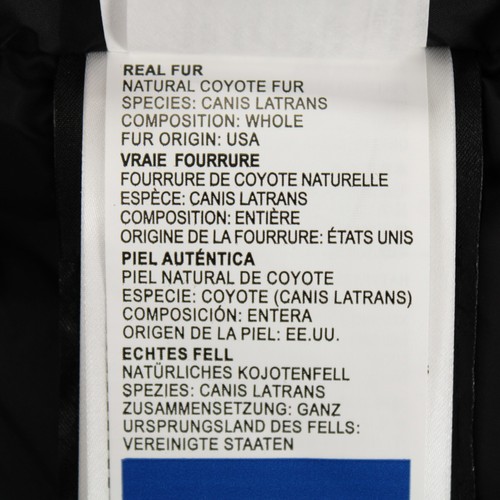 REAL FUR
NATURAL COYOTE FUR
SPECIES: CANIS LATRANS
COMPOSITION: WHOLE
FUR ORIGIN: USA
VRAIE FOURRURE
FOURRURE DE COYOTE NATURELLE
ESPÈCE: CANIS LATRANS
COMPOSITION: ENTIÈRE
ORIGINE DE LA FOURRURE: ÉTATS UNIS
PIEL AUTÉNTICA
PIEL NATURAL DE COYOTE
ESPECIE: COYOTE (CANIS LATRANS)
COMPOSICIÓN: ENTERA
ORIGEN DE LA PIEL: EE.UU.
ECHTES FELL
NATÜRLICHES KOJOTENFELL
SPEZIES: CANIS LATRANS
ZUSAMMENSETZUNG: GANZ
URSPRUNGSLAND DES FELLS:
VEREINIGTE STAATEN